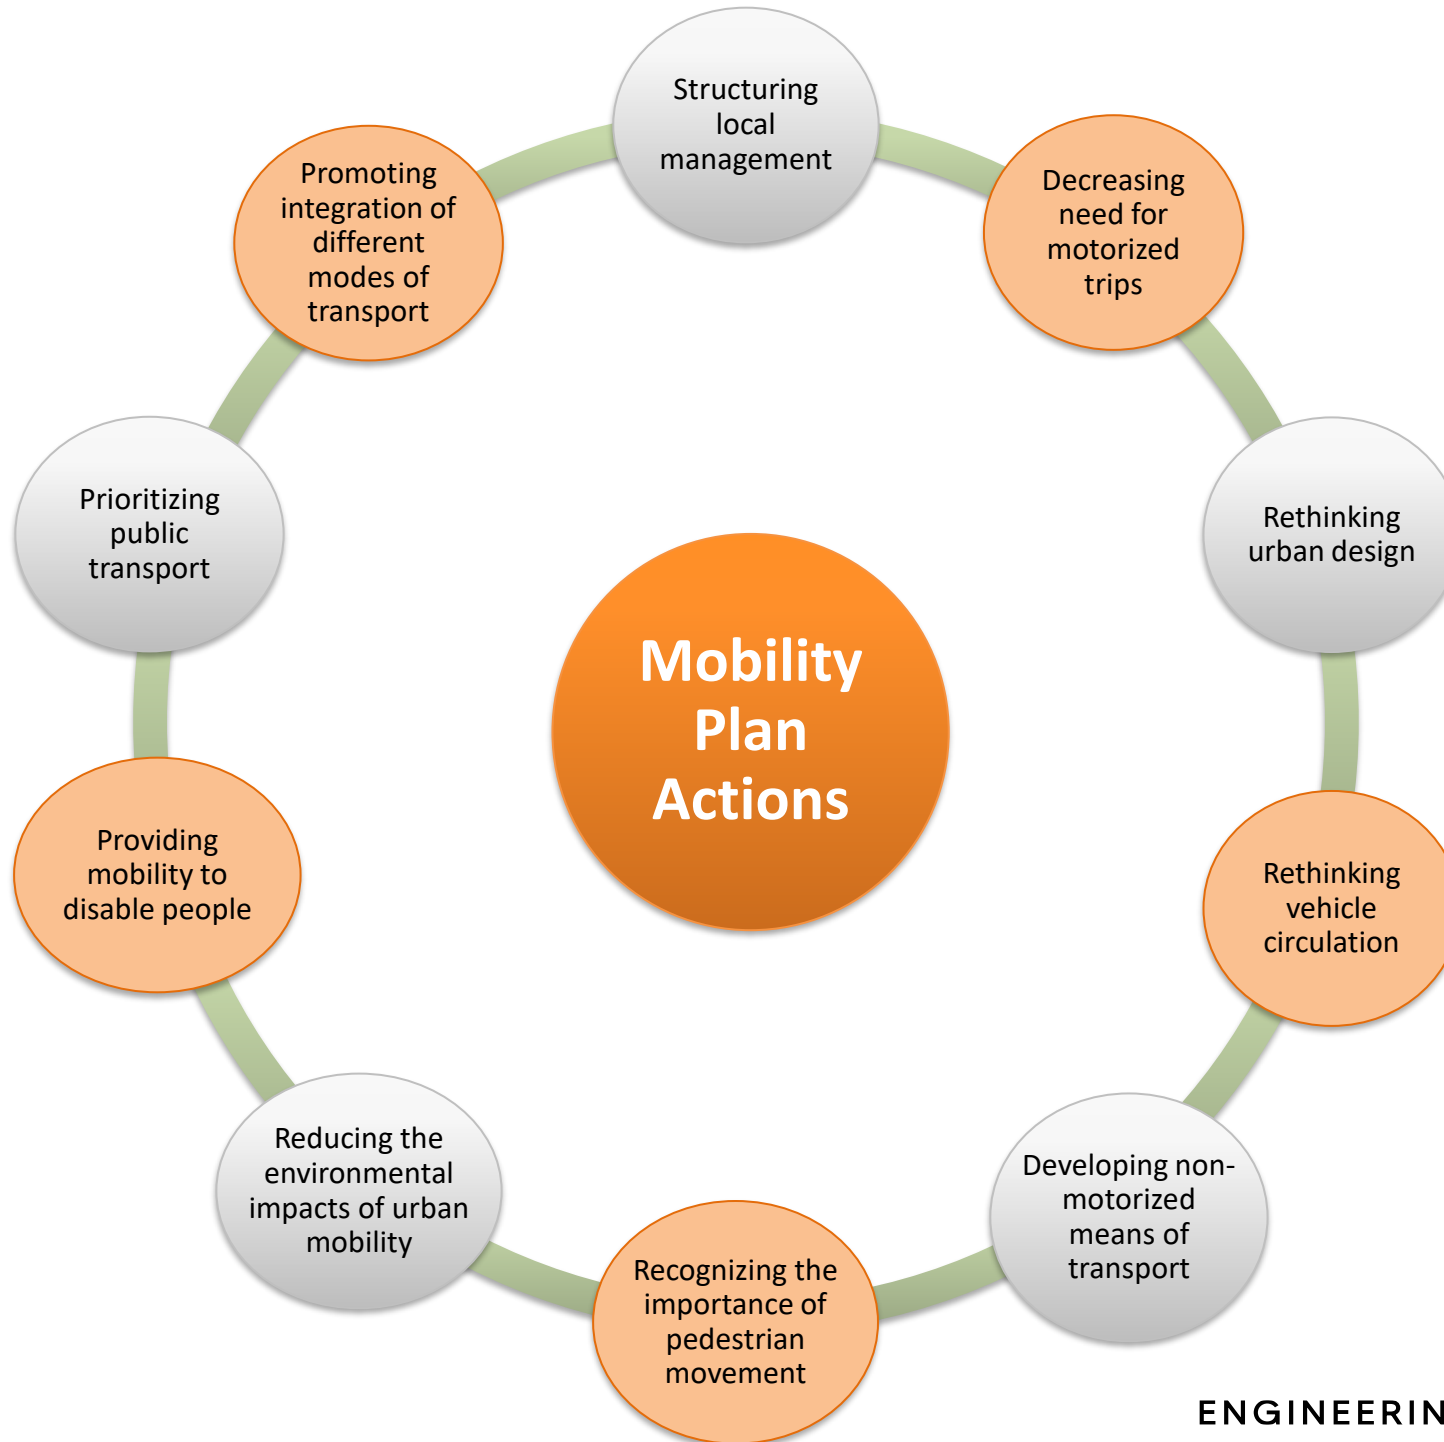 Structuring
local
management
Decreasing
need for
motorized
trips
Rethinking
urban design
Rethinking
vehicle
circulation
Developing non-
motorized
means of
transport
Recognizing the
importance of
pedestrian
movement
Reducing the
environmental
impacts of urban
mobility
Providing
mobility to
disable people
Prioritizing
public
transport
Promoting
integration of
different
modes of
transport
Mobility
Plan
Actions
ENGINEERIN